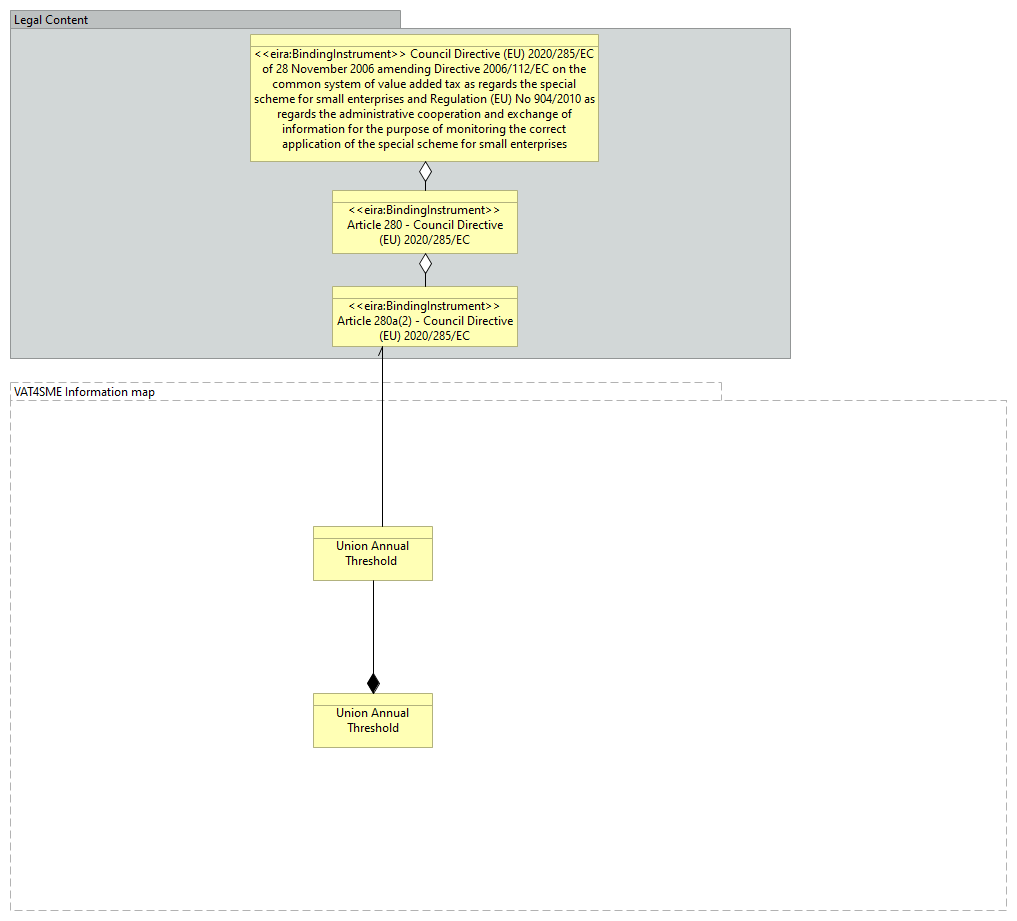 Legal Content
<<eira:BindingInstrument>> Council Directive (EU) 2020/285/EC
of 28 November 2006 amending Directive 2006/112/EC on the
common system of value added tax as regards the special
scheme for small enterprises and Regulation (EU) No 904/2010 as
regards the administrative cooperation and exchange of
information for the purpose of monitoring the correct
application of the special scheme for small enterprises
<<eira:BindingInstrument>>
Article 280 - Council Directive
(EU) 2020/285/EC
<<eira:BindingInstrument>>
Article 280a(2) - Council Directive
(EU) 2020/285/EC
VAT4SME Information map
Union Annual
Threshold
Union Annual
Threshold